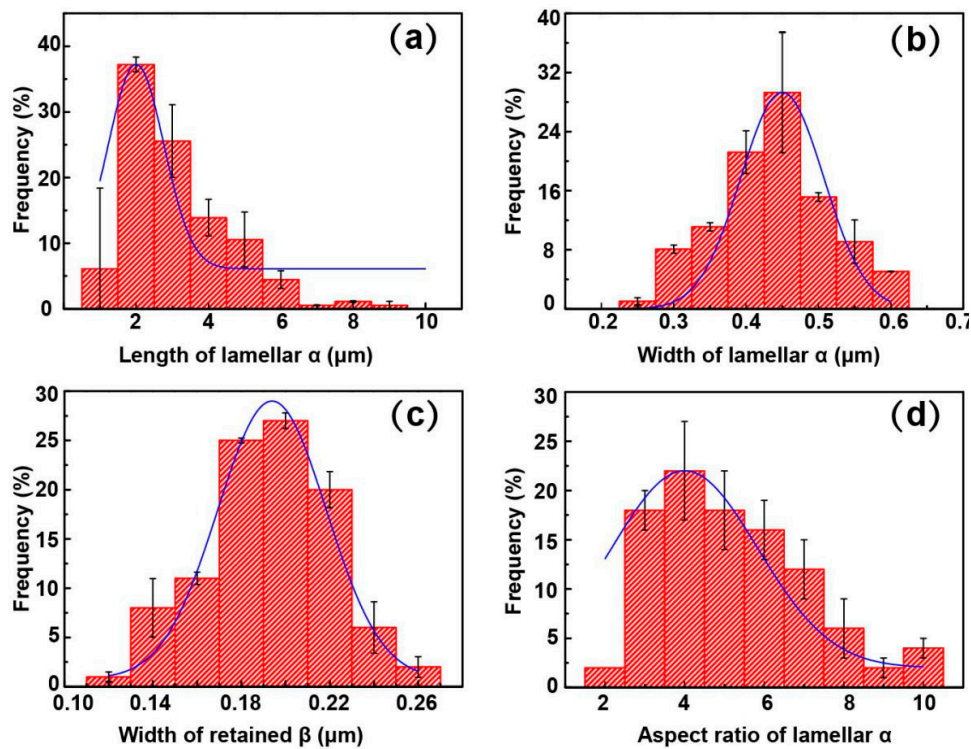 (a)
Frequency (%)
40
30
20
10
0
2 4 6 8 10
Length of lamellar α (μm)
(b)
Frequency (%)
40
32
24
16
8
0
0.2 0.3 0.4 0.5 0.6 0.7
Width of lamellar α (μm)
(c)
Frequency (%)
30
25
20
15
10
5
0
0.10 0.14 0.18 0.22 0.26
Width of retained β (μm)
(d)
Frequency (%)
30
25
20
15
10
5
0
2 4 6 8 10
Aspect ratio of lamellar α